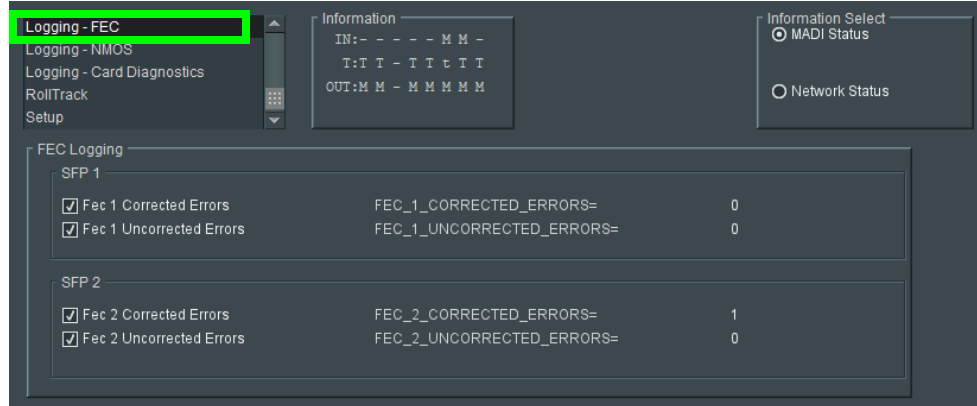 Logging - FEC
Logging - NMOS
Logging - Card Diagnostics
RollTrack
Setup
Information
IN:- - - - - M M -
T:T T - T T t T T
OUT:M M - M M M M M
Information Select
MADI Status
Network Status
FEC Logging
SFP 1
Fec 1 Corrected Errors FEC_1_CORRECTED_ERRORS= 0
Fec 1 Uncorrected Errors FEC_1_UNCORRECTED_ERRORS= 0
SFP 2
Fec 2 Corrected Errors FEC_2_CORRECTED_ERRORS= 1
Fec 2 Uncorrected Errors FEC_2_UNCORRECTED_ERRORS= 0